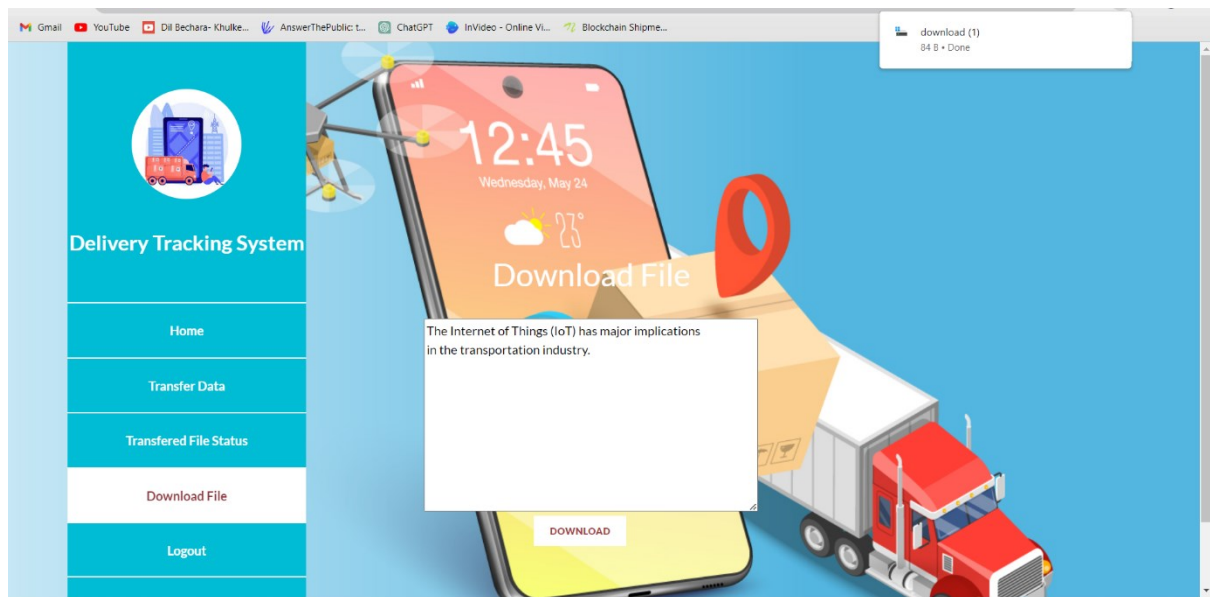 Gmail
YouTube
Dil Bechara- Khulke...
AnswerThePublic: t...
ChatGPT
InVideo - Online Vi...
Blockchain Shipme...
download (1)
84 B • Done
12:45
Wednesday, May 24
23°
Delivery Tracking System
Download File
Home
The Internet of Things (IoT) has major implications
in the transportation industry.
Transfer Data
Transfered File Status
Download File
DOWNLOAD
Logout